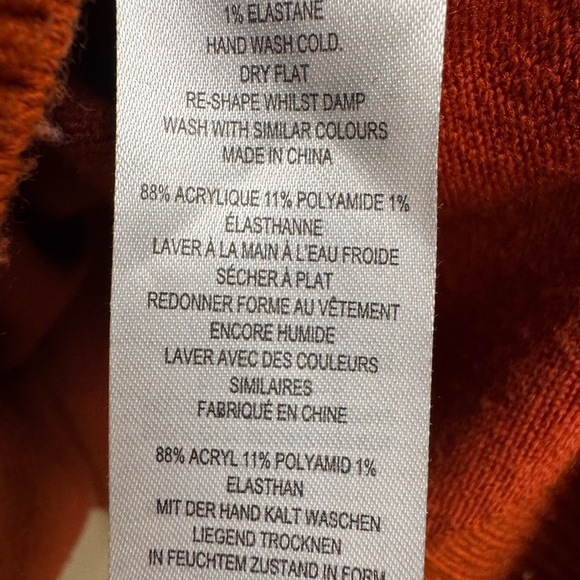 1% ELASTANE
HAND WASH COLD.
DRY FLAT
RE-SHAPE WHILST DAMP
WASH WITH SIMILAR COLOURS
MADE IN CHINA
88% ACRYLIQUE 11% POLYAMIDE 1%
ÉLASTHANNE
LAVER À LA MAIN À L'EAU FROIDE
SÉCHER À PLAT
REDONNER FORME AU VÊTEMENT
ENCORE HUMIDE
LAVER AVEC DES COULEURS
SIMILAIRES
FABRIQUÉ EN CHINE
88% ACRYL 11% POLYAMID 1%
ELASTHAN
MIT DER HAND KALT WASCHEN
LIEGEND TROCKNEN
IN FEUCHTEM ZUSTAND IN FORM